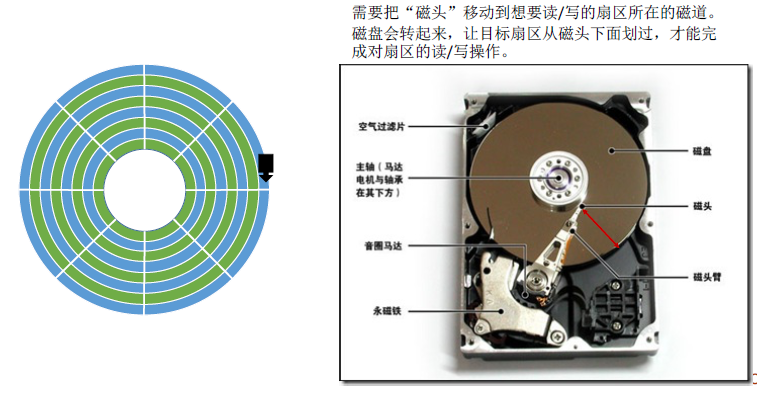 需要把“磁头”移动到想要读/写的扇区所在的磁道。
磁盘会转起来，让目标扇区从磁头下面划过，才能完
成对扇区的读/写操作。
空气过滤片
磁盘
主轴（马达
电机与轴承
在其下方）
磁头
音圈马达
磁头臂
永磁铁